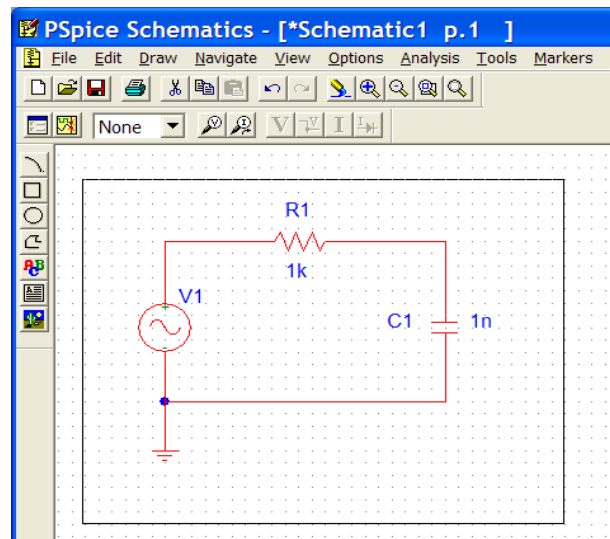 PSpice Schematics - [*Schematic1 p.1 ]
File Edit Draw Navigate View Options Analysis Tools Markers
None V V I I
ABC
R1
1k
V1
+
-
C1 1n